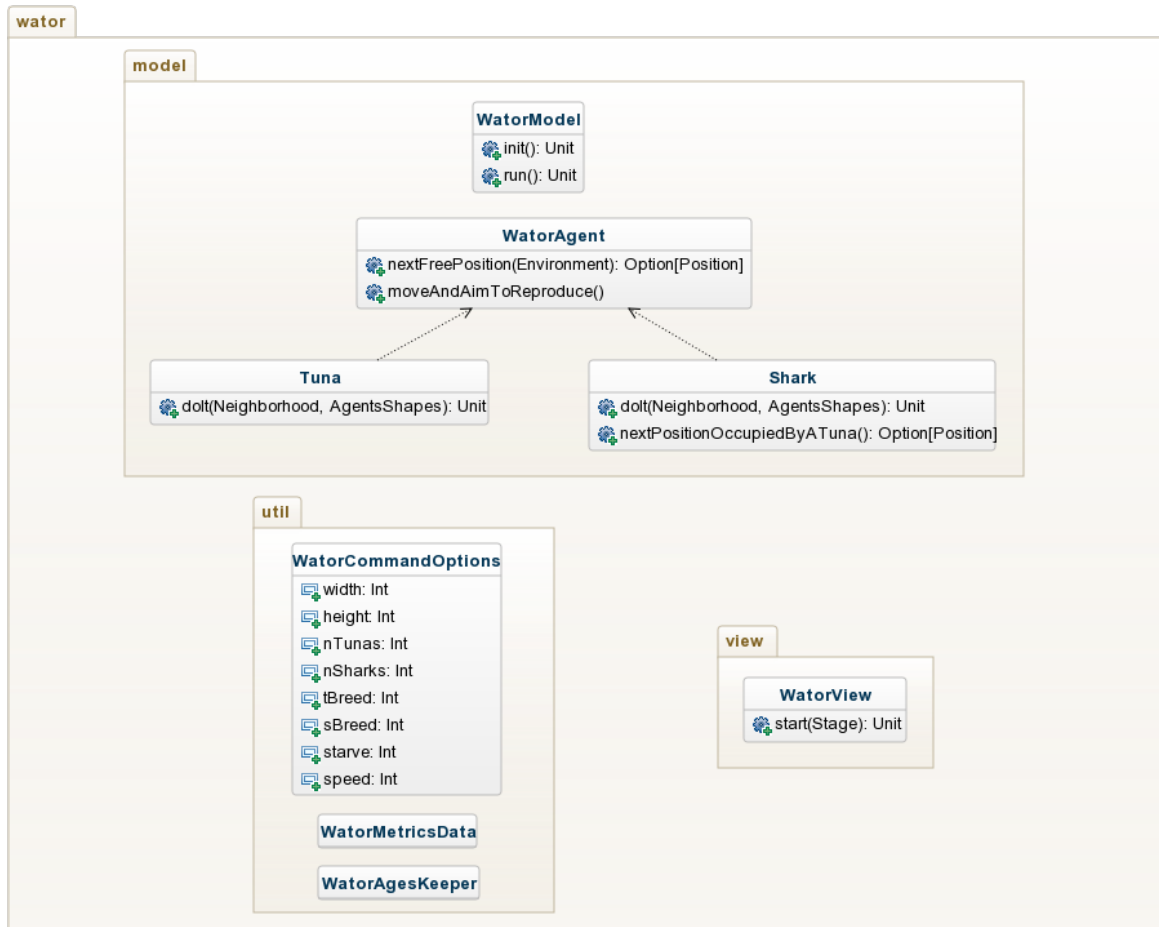 wator
model
WatorModel
init(): Unit
run(): Unit
WatorAgent
nextFreePosition(Environment): Option[Position]
moveAndAimToReproduce()
Tuna
doIt(Neighborhood, AgentsShapes): Unit
Shark
doIt(Neighborhood, AgentsShapes): Unit
nextPositionOccupiedByATuna(): Option[Position]
util
WatorCommandOptions
width: Int
height: Int
nTunas: Int
nSharks: Int
tBreed: Int
sBreed: Int
starve: Int
speed: Int
WatorMetricsData
WatorAgesKeeper
view
WatorView
start(Stage): Unit